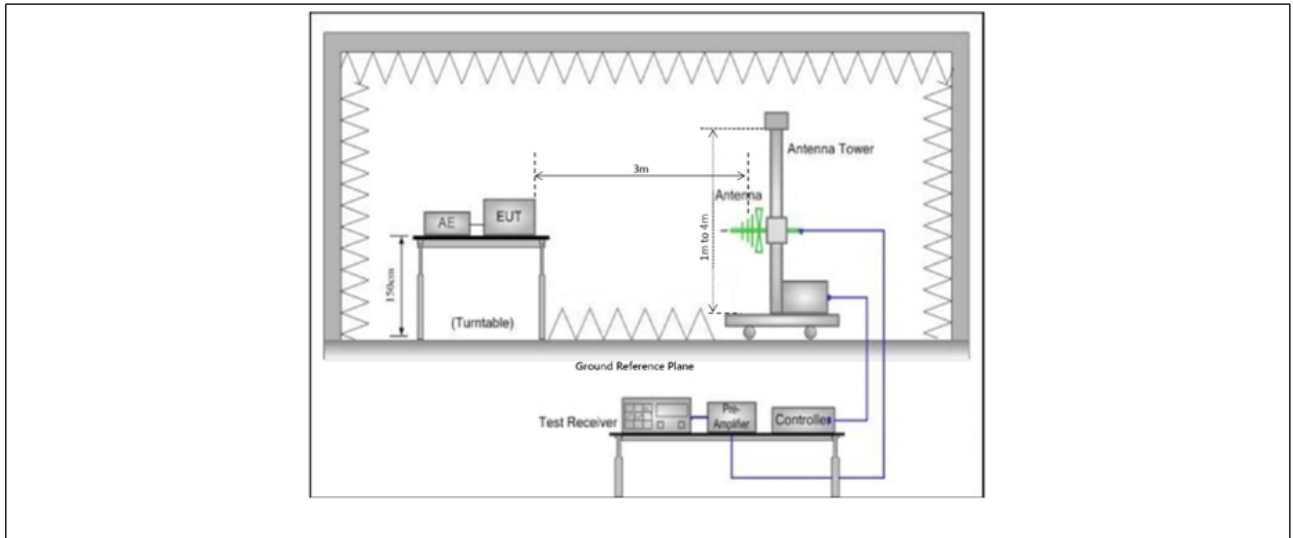 Antenna Tower
3m
Antenna
1m to 4m
AE
EUT
150cm
(Turntable)
Ground Reference Plane
Test Receiver
Pre-
Amplifier
Controller